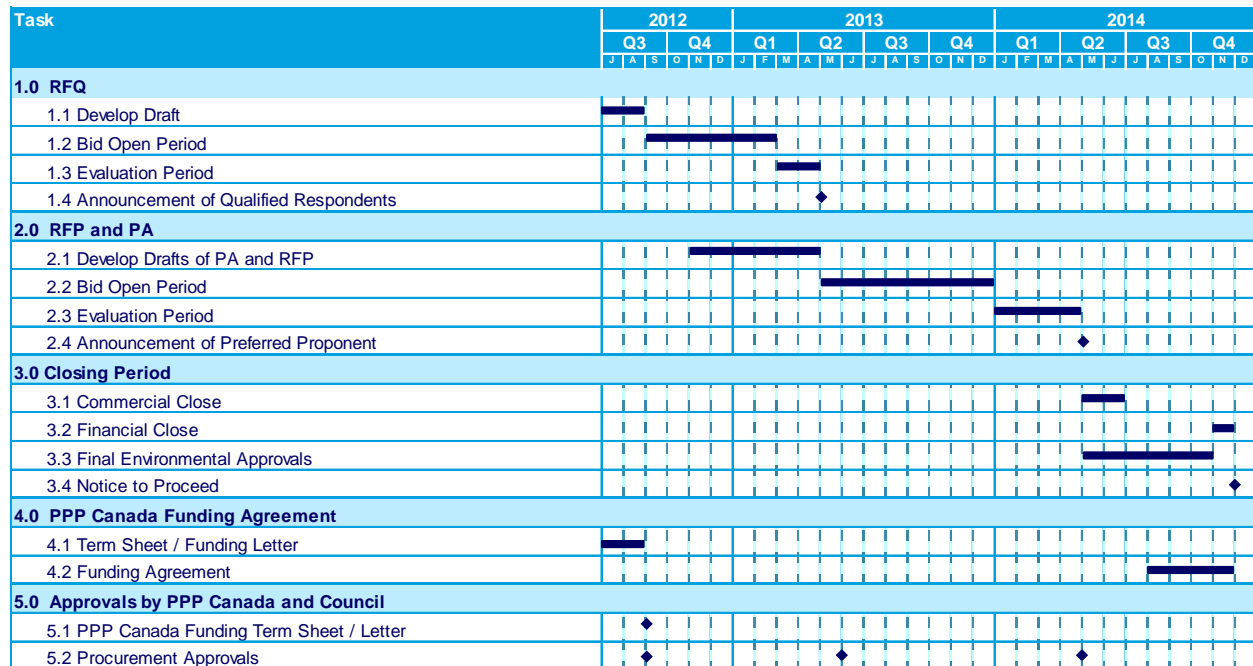 Task 2012 2013 2014
Q3 Q4 Q1 Q2 Q3 Q4 Q1 Q2 Q3 Q4
J A S O N D J F M A M J J A S O N D J F M A M J J A S O N D
1.0 RFQ
1.1 Develop Draft
1.2 Bid Open Period
1.3 Evaluation Period
1.4 Announcement of Qualified Respondents
2.0 RFP and PA
2.1 Develop Drafts of PA and RFP
2.2 Bid Open Period
2.3 Evaluation Period
2.4 Announcement of Preferred Proponent
3.0 Closing Period
3.1 Commercial Close
3.2 Financial Close
3.3 Final Environmental Approvals
3.4 Notice to Proceed
4.0 PPP Canada Funding Agreement
4.1 Term Sheet / Funding Letter
4.2 Funding Agreement
5.0 Approvals by PPP Canada and Council
5.1 PPP Canada Funding Term Sheet / Letter
5.2 Procurement Approvals